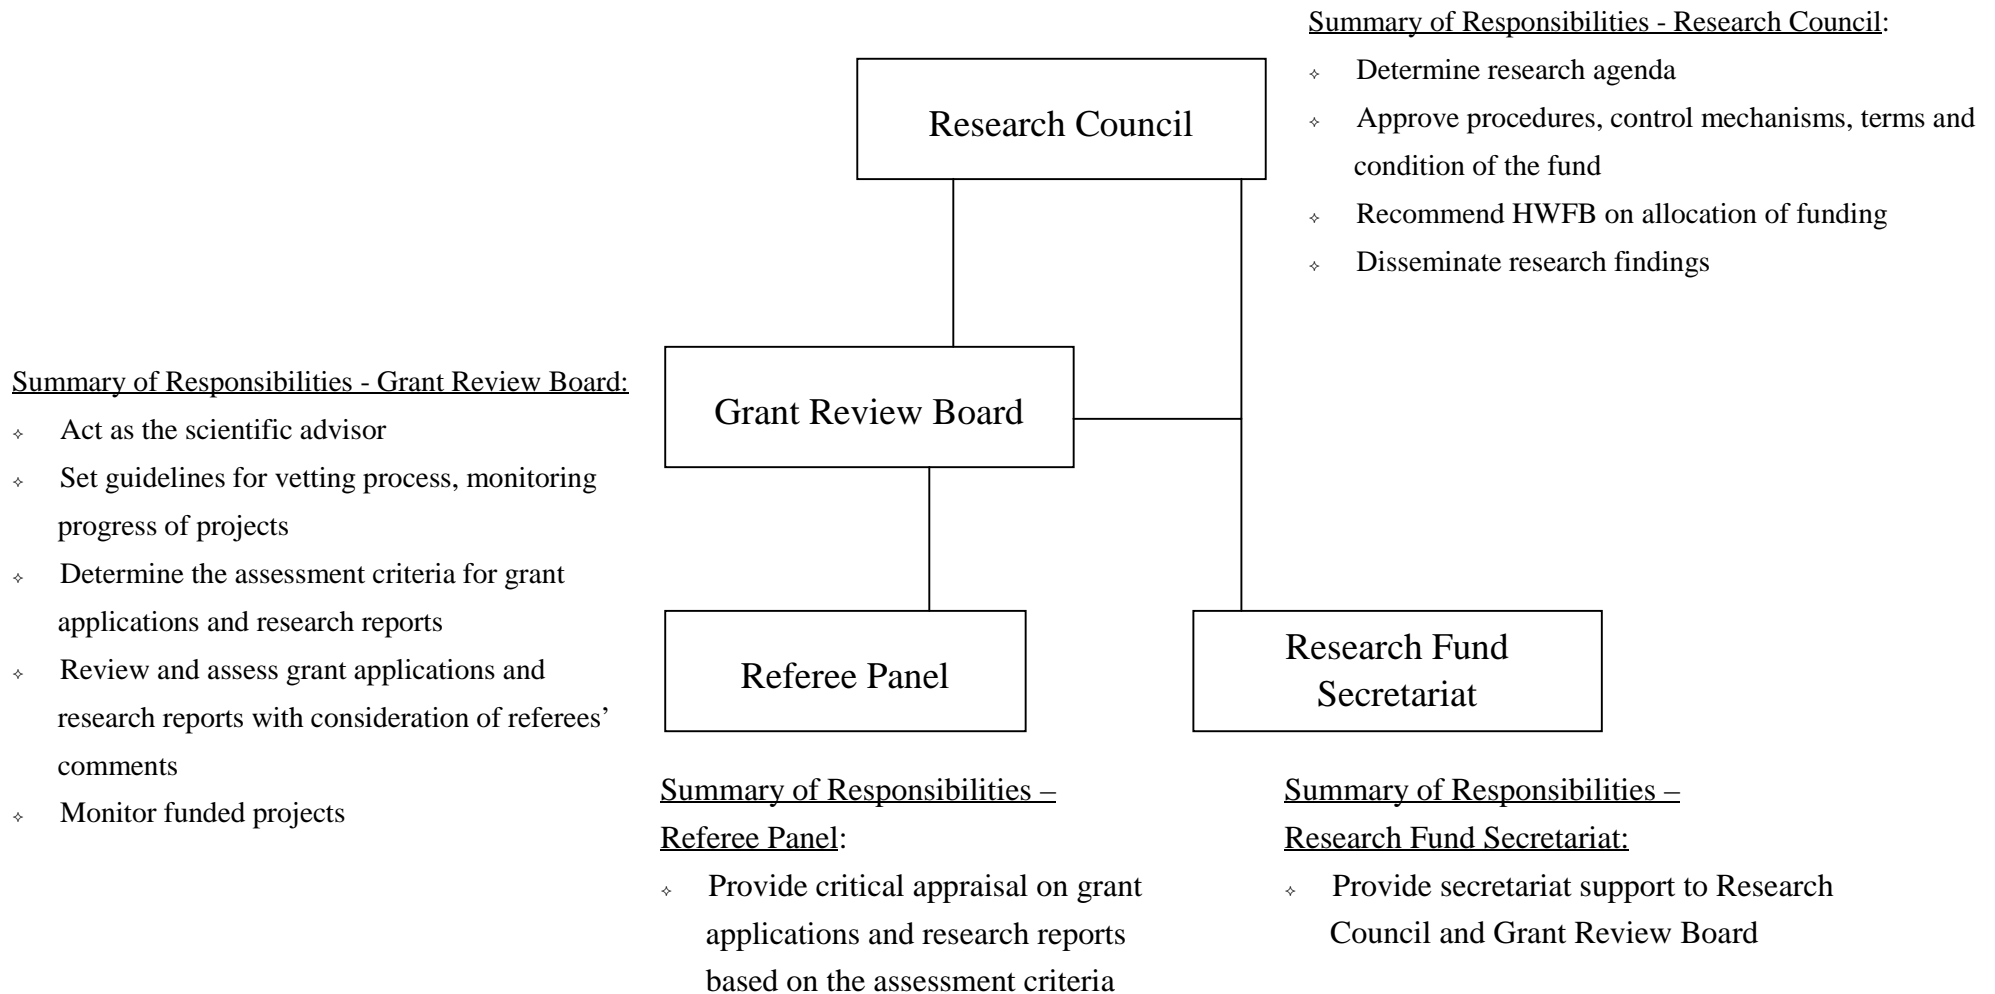 Summary of Responsibilities - Research Council:
✧ Determine research agenda
✧ Approve procedures, control mechanisms, terms and
condition of the fund
✧ Recommend HWFB on allocation of funding
✧ Disseminate research findings
Research Council
Summary of Responsibilities - Grant Review Board:
✧ Act as the scientific advisor
✧ Set guidelines for vetting process, monitoring
progress of projects
✧ Determine the assessment criteria for grant
applications and research reports
✧ Review and assess grant applications and
research reports with consideration of referees’
comments
✧ Monitor funded projects
Grant Review Board
Referee Panel
Research Fund
Secretariat
Summary of Responsibilities –
Referee Panel:
✧ Provide critical appraisal on grant
applications and research reports
based on the assessment criteria
Summary of Responsibilities –
Research Fund Secretariat:
✧ Provide secretariat support to Research
Council and Grant Review Board